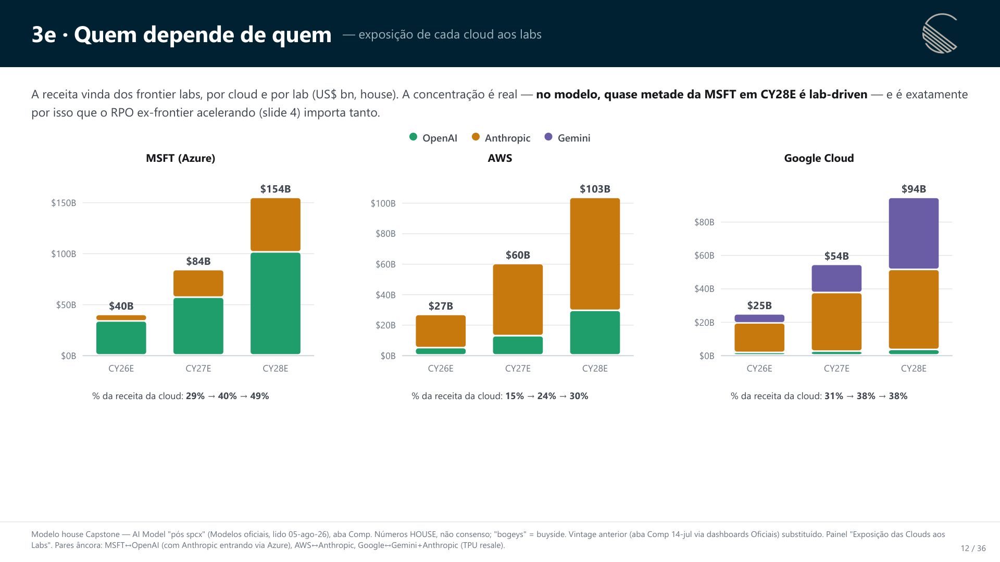 3e · Quem depende de quem — exposição de cada cloud aos labs
A receita vinda dos frontier labs, por cloud e por lab (US$ bn, house). A concentração é real — no modelo, quase metade da MSFT em CY28E é lab-driven — e é exatamente
por isso que o RPO ex-frontier acelerando (slide 4) importa tanto.
OpenAI Anthropic Gemini
MSFT (Azure)
$154B
$150B
$100B
$84B
$50B
$40B
$0B
CY26E CY27E CY28E
% da receita da cloud: 29% → 40% → 49%
AWS
$103B
$100B
$80B
$60B
$60B
$40B
$27B
$20B
$0B
CY26E CY27E CY28E
% da receita da cloud: 15% → 24% → 30%
Google Cloud
$94B
$80B
$60B
$54B
$40B
$25B
$20B
$0B
CY26E CY27E CY28E
% da receita da cloud: 31% → 38% → 38%
Modelo house Capstone — AI Model "pós spcx" (Modelos oficiais, lido 05-ago-26), aba Comp. Números HOUSE, não consenso; "bogeys" = buyside. Vintage anterior (aba Comp 14-jul via dashboards Oficiais) substituído. Painel "Exposição das Clouds aos
Labs". Pares âncora: MSFT↔OpenAI (com Anthropic entrando via Azure), AWS↔Anthropic, Google↔Gemini+Anthropic (TPU resale).
12 / 36